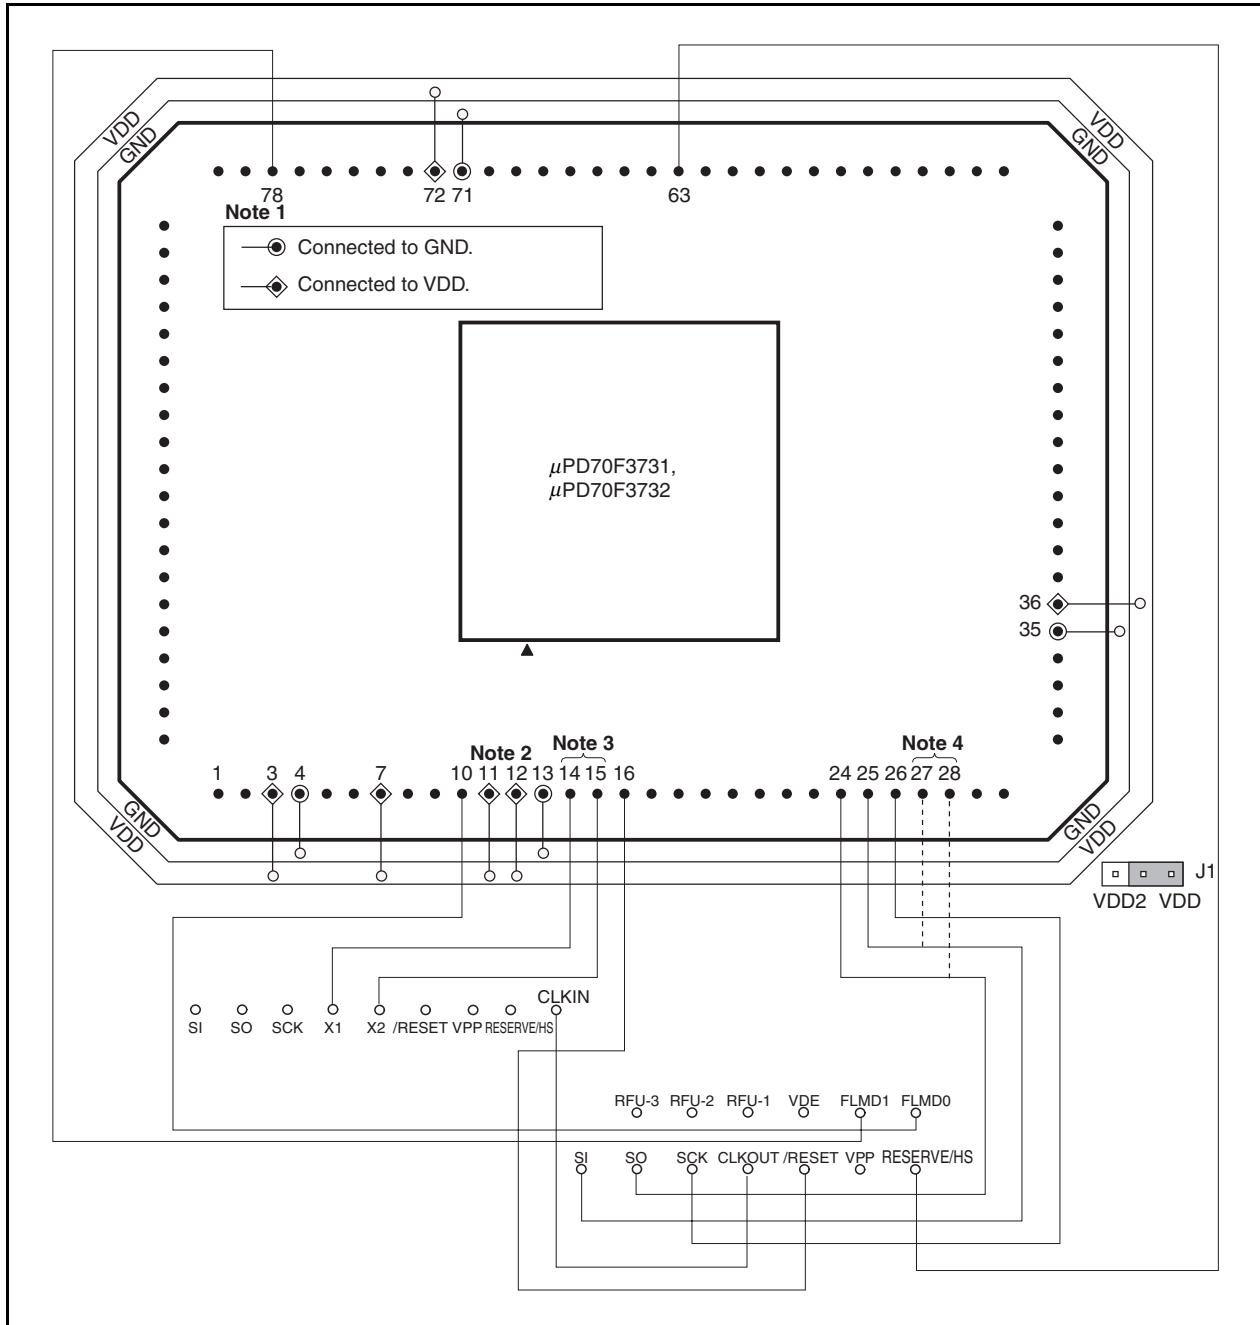 VDD
GND
VDD
GND
78
72 71
63
Note 1
Connected to GND.
Connected to VDD.
μPD70F3731,
μPD70F3732
36
35
Note 2
Note 3
Note 4
1 3 4 7 10 11 12 13 14 15 16 24 25 26 27 28
GND
VDD
GND
VDD
J1
VDD2 VDD
CLKIN
SI SO SCK X1 X2 /RESET VPP RESERVE/HS
RFU-3 RFU-2 RFU-1 VDE FLMD1 FLMD0
SI SO SCK CLKOUT /RESET VPP RESERVE/HS